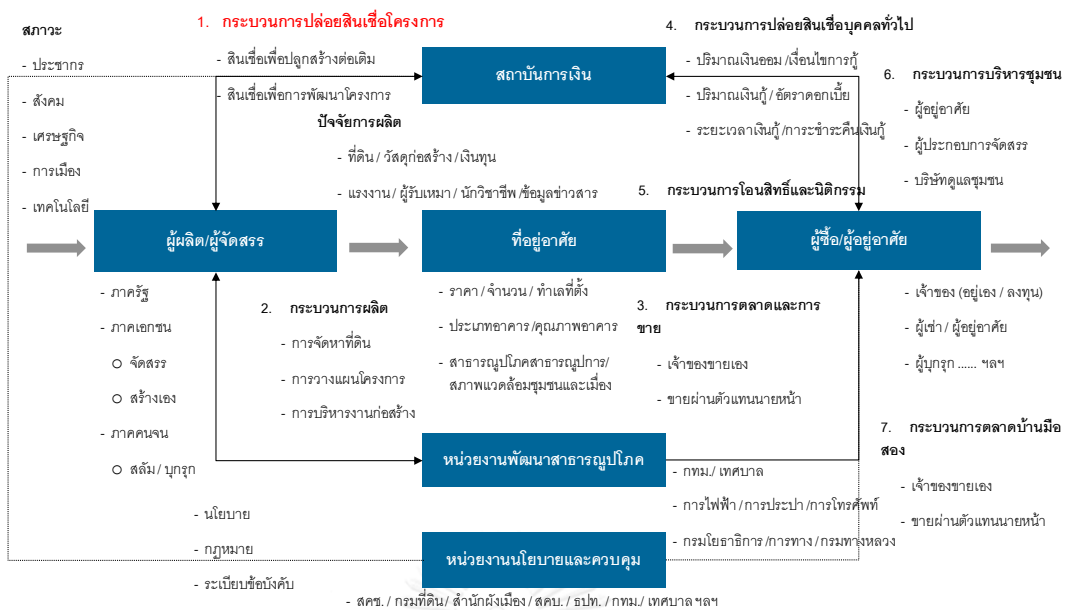 สภาวะ
- ประชากร
- สังคม
- เศรษฐกิจ
- การเมือง
- เทคโนโลยี
1. กระบวนการปล่อยสินเชื่อโครงการ
- สินเชื่อเพื่อปลูกสร้างต่อเติม
- สินเชื่อเพื่อการพัฒนาโครงการ
ปัจจัยการผลิต
- ที่ดิน / วัสดุก่อสร้าง /เงินทุน
- แรงงาน / ผู้รับเหมา / นักวิชาชีพ /ข้อมูลข่าวสาร
สถาบันการเงิน
4. กระบวนการปล่อยสินเชื่อบุคคลทั่วไป
- ปริมาณเงินออม /เงื่อนไขการกู้
- ปริมาณเงินกู้ / อัตราดอกเบี้ย
- ระยะเวลาเงินกู้ /ภาระชำระคืนเงินกู้
6. กระบวนการบริหารชุมชน
- ผู้อยู่อาศัย
- ผู้ประกอบการจัดสรร
- บริษัทดูแลชุมชน
5. กระบวนการโอนสิทธิ์และนิติกรรม
ผู้ผลิต/ผู้จัดสรร
ที่อยู่อาศัย
ผู้ซื้อ/ผู้อยู่อาศัย
- ภาครัฐ
- ภาคเอกชน
o จัดสรร
o สร้างเอง
- ภาคคนจน
o สลัม / บุกรุก
2. กระบวนการผลิต
- การจัดหาที่ดิน
- การวางแผนโครงการ
- การบริหารงานก่อสร้าง
- ราคา / จำนวน / ทำเลที่ตั้ง
- ประเภทอาคาร /คุณภาพอาคาร
- สาธารณูปโภคสาธารณูปการ/
สภาพแวดล้อมชุมชนและเมือง
3. กระบวนการตลาดและการ
ขาย
- เจ้าของขายเอง
- ขายผ่านตัวแทนนายหน้า
- เจ้าของ (อยู่เอง / ลงทุน)
- ผู้เช่า / ผู้อยู่อาศัย
- ผู้บุกรุก ...... ฯลฯ
7. กระบวนการตลาดบ้านมือ
สอง
- เจ้าของขายเอง
- ขายผ่านตัวแทนนายหน้า
หน่วยงานพัฒนาสาธารณูปโภค
- กทม./ เทศบาล
- การไฟฟ้า /การประปา /การโทรศัพท์
- กรมโยธาธิการ /การทาง / กรมทางหลวง
- นโยบาย
- กฎหมาย
- ระเบียบข้อบังคับ
หน่วยงานนโยบายและควบคุม
- สคช. / กรมที่ดิน / สำนักผังเมือง / สคบ. / ธปท. / กทม./ เทศบาล ฯลฯ